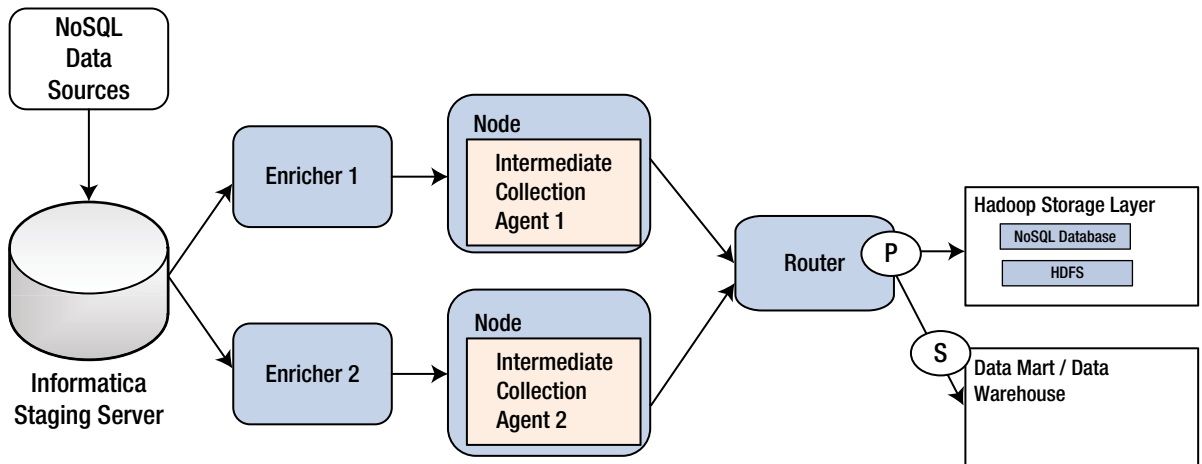 NoSQL
Data
Sources
Informatica
Staging Server
Enricher 1
Enricher 2
Node
Intermediate
Collection
Agent 1
Node
Intermediate
Collection
Agent 2
Router
P
S
Hadoop Storage Layer
NoSQL Database
HDFS
Data Mart / Data
Warehouse